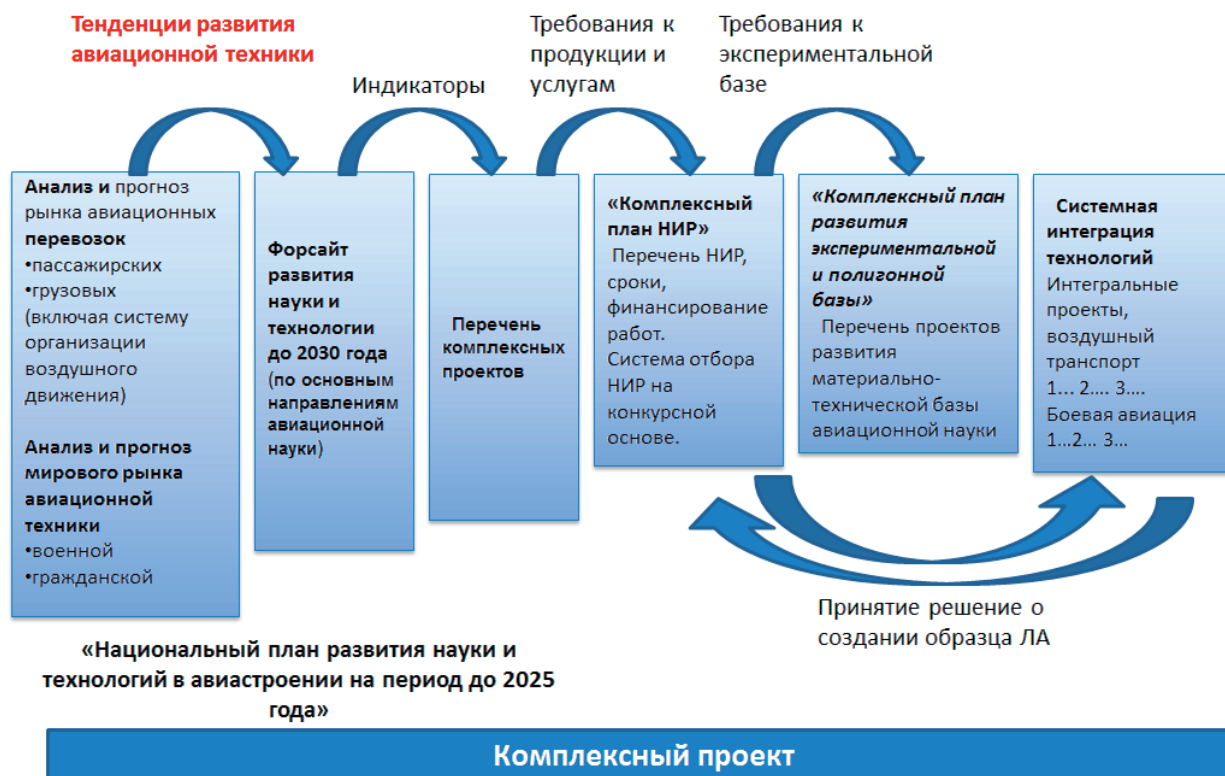 Тенденции развития
авиационной техники
Индикаторы
Требования к
продукции и
услугам
Требования к
экспериментальной
базе
Анализ и прогноз
рынка авиационных
перевозок
•пассажирских
•грузовых
(включая систему
организации
воздушного
движения)
Анализ и прогноз
мирового рынка
авиационной
техники
•военной
•гражданской
Форсайт
развития
науки и
технологии
до 2030 года
(по основным
направлениям
авиационной
науки)
Перечень
комплексных
проектов
«Комплексный
план НИР»
Перечень НИР,
сроки,
финансирование
работ.
Система отбора
НИР на
конкурсной
основе.
«Комплексный план
развития
экспериментальной
и полигонной
базы»
Перечень проектов
развития
материально-
технической базы
авиационной науки
Системная
интеграция
технологий
Интегральные
проекты,
воздушный
транспорт
1... 2.... 3....
Боевая авиация
1...2... 3...
Принятие решение о
создании образца ЛА
«Национальный план развития науки и
технологий в авиастроении на период до 2025
года»
Комплексный проект